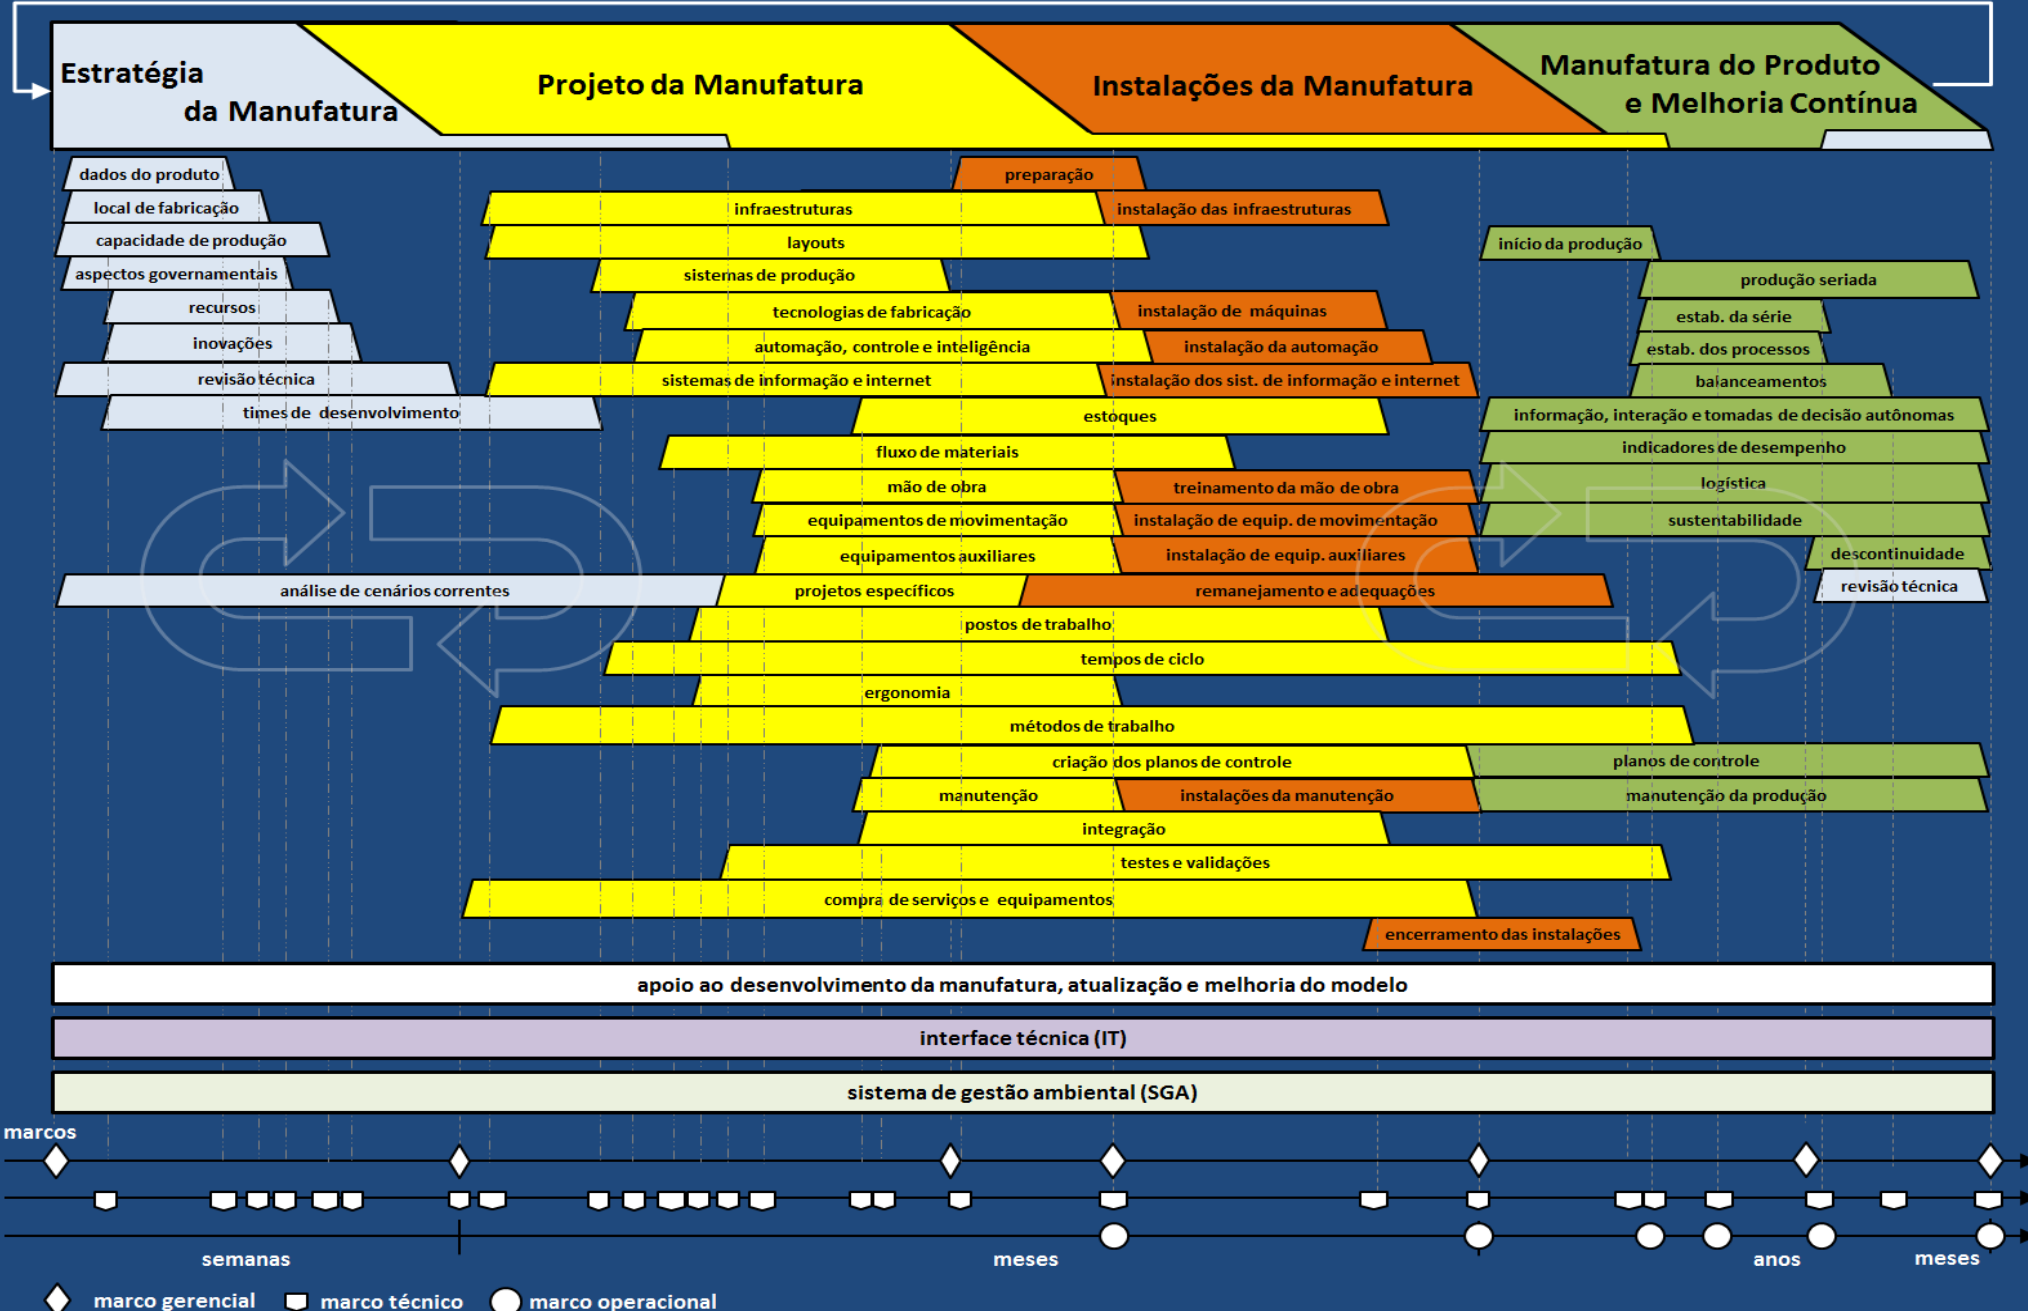 Estratégia
da Manufatura
Projeto da Manufatura
Instalações da Manufatura
Manufatura do Produto
e Melhoria Contínua
dados do produto
preparação
local de fabricação
infraestruturas
instalação das infraestruturas
capacidade de produção
layouts
início da produção
aspectos governamentais
sistemas de produção
produção seriada
recursos
tecnologias de fabricação
instalação de máquinas
estab. da série
inovações
automação, controle e inteligência
instalação da automação
estab. dos processos
revisão técnica
sistemas de informação e internet
instalação dos sist. de informação e internet
balanceamentos
times de desenvolvimento
estoques
informação, interação e tomadas de decisão autônomas
fluxo de materiais
indicadores de desempenho
mão de obra
treinamento da mão de obra
logística
equipamentos de movimentação
instalação de equip. de movimentação
sustentabilidade
equipamentos auxiliares
instalação de equip. auxiliares
descontinuidade
análise de cenários correntes
projetos específicos
remanejamento e adequações
revisão técnica
postos de trabalho
tempos de ciclo
ergonomia
métodos de trabalho
criação dos planos de controle
planos de controle
manutenção
instalações da manutenção
manutenção da produção
integração
testes e validações
compra de serviços e equipamentos
encerramento das instalações
apoio ao desenvolvimento da manufatura, atualização e melhoria do modelo
interface técnica (IT)
sistema de gestão ambiental (SGA)
marcos
semanas
meses
anos
meses
marco gerencial
marco técnico
marco operacional